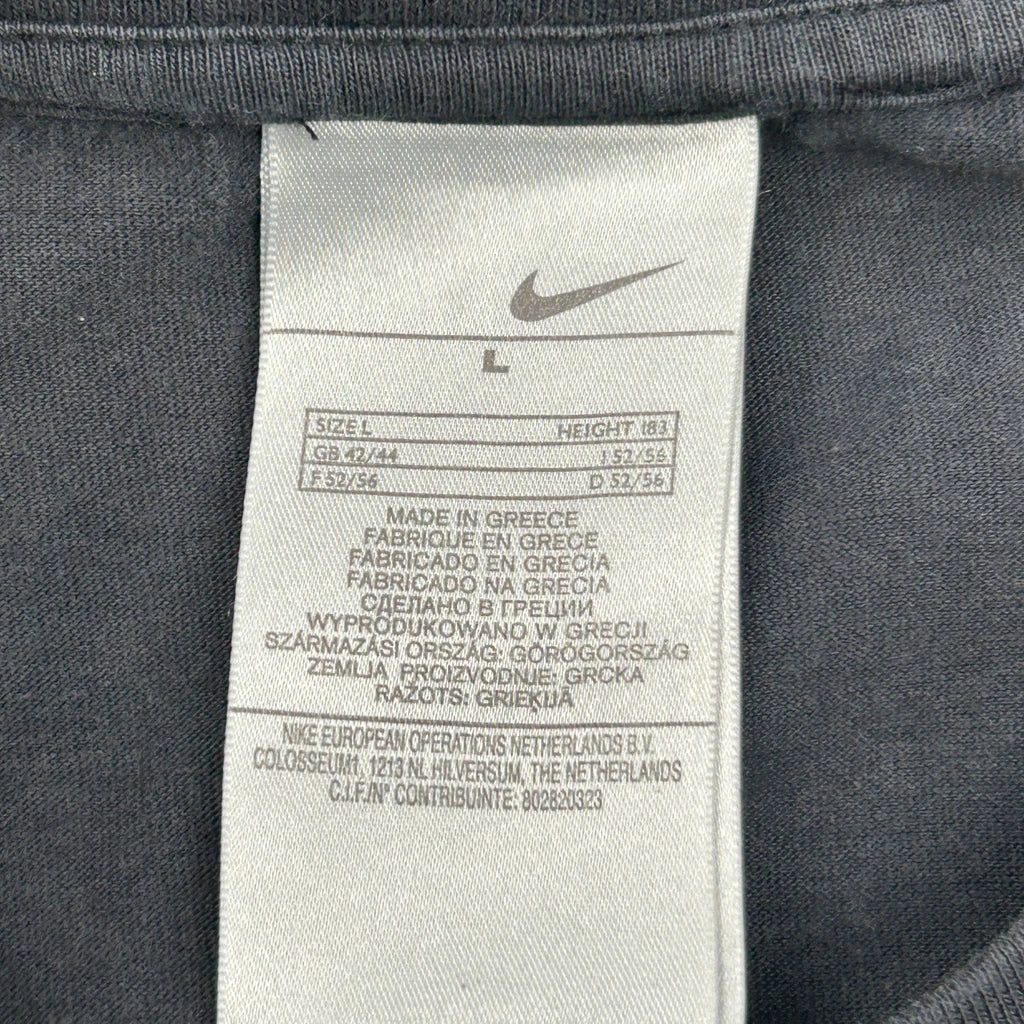 L
SIZE L HEIGHT 183
GB 42/44 I 52/56
F 52/56 D 52/56
MADE IN GREECE
FABRIQUE EN GRECE
FABRICADO EN GRECIA
FABRICADO NA GRECIA
СДЕЛАНО В ГРЕЦИИ
WYPRODUKOWANO W GRECJI
SZÁRMAZÁSI ORSZÁG: GÖRÖGORSZÁG
ZEMLJA PROIZVODNJE: GRCKA
RAŽOTS: GRIEĶIJĀ
NIKE EUROPEAN OPERATIONS NETHERLANDS B.V.
COLOSSEUM1, 1213 NL HILVERSUM, THE NETHERLANDS
C.I.F./Nº CONTRIBUINTE: 802820323